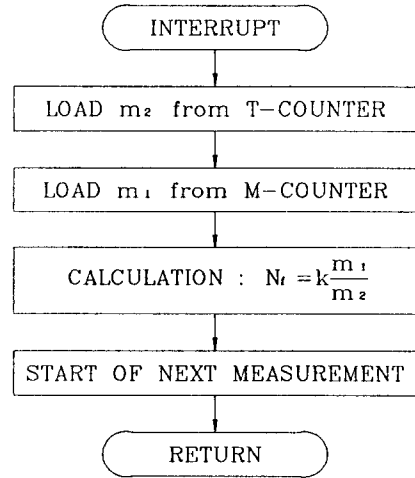 INTERRUPT
LOAD m₂ from T-COUNTER
LOAD m₁ from M-COUNTER
CALCULATION : Nf = k m₁/m₂
START OF NEXT MEASUREMENT
RETURN